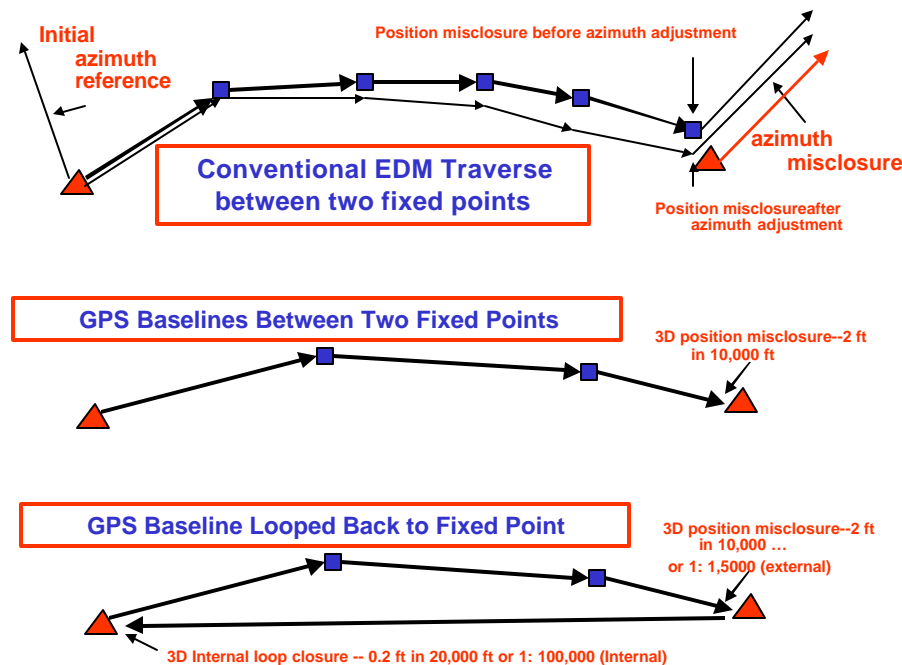 Initial
azimuth
reference
Position misclosure before azimuth adjustment
azimuth
misclosure
Conventional EDM Traverse
between two fixed points
Position misclosureafter
azimuth adjustment
GPS Baselines Between Two Fixed Points
3D position misclosure--2 ft
in 10,000 ft
GPS Baseline Looped Back to Fixed Point
3D position misclosure--2 ft
in 10,000 ...
or 1: 1,5000 (external)
3D Internal loop closure -- 0.2 ft in 20,000 ft or 1: 100,000 (Internal)